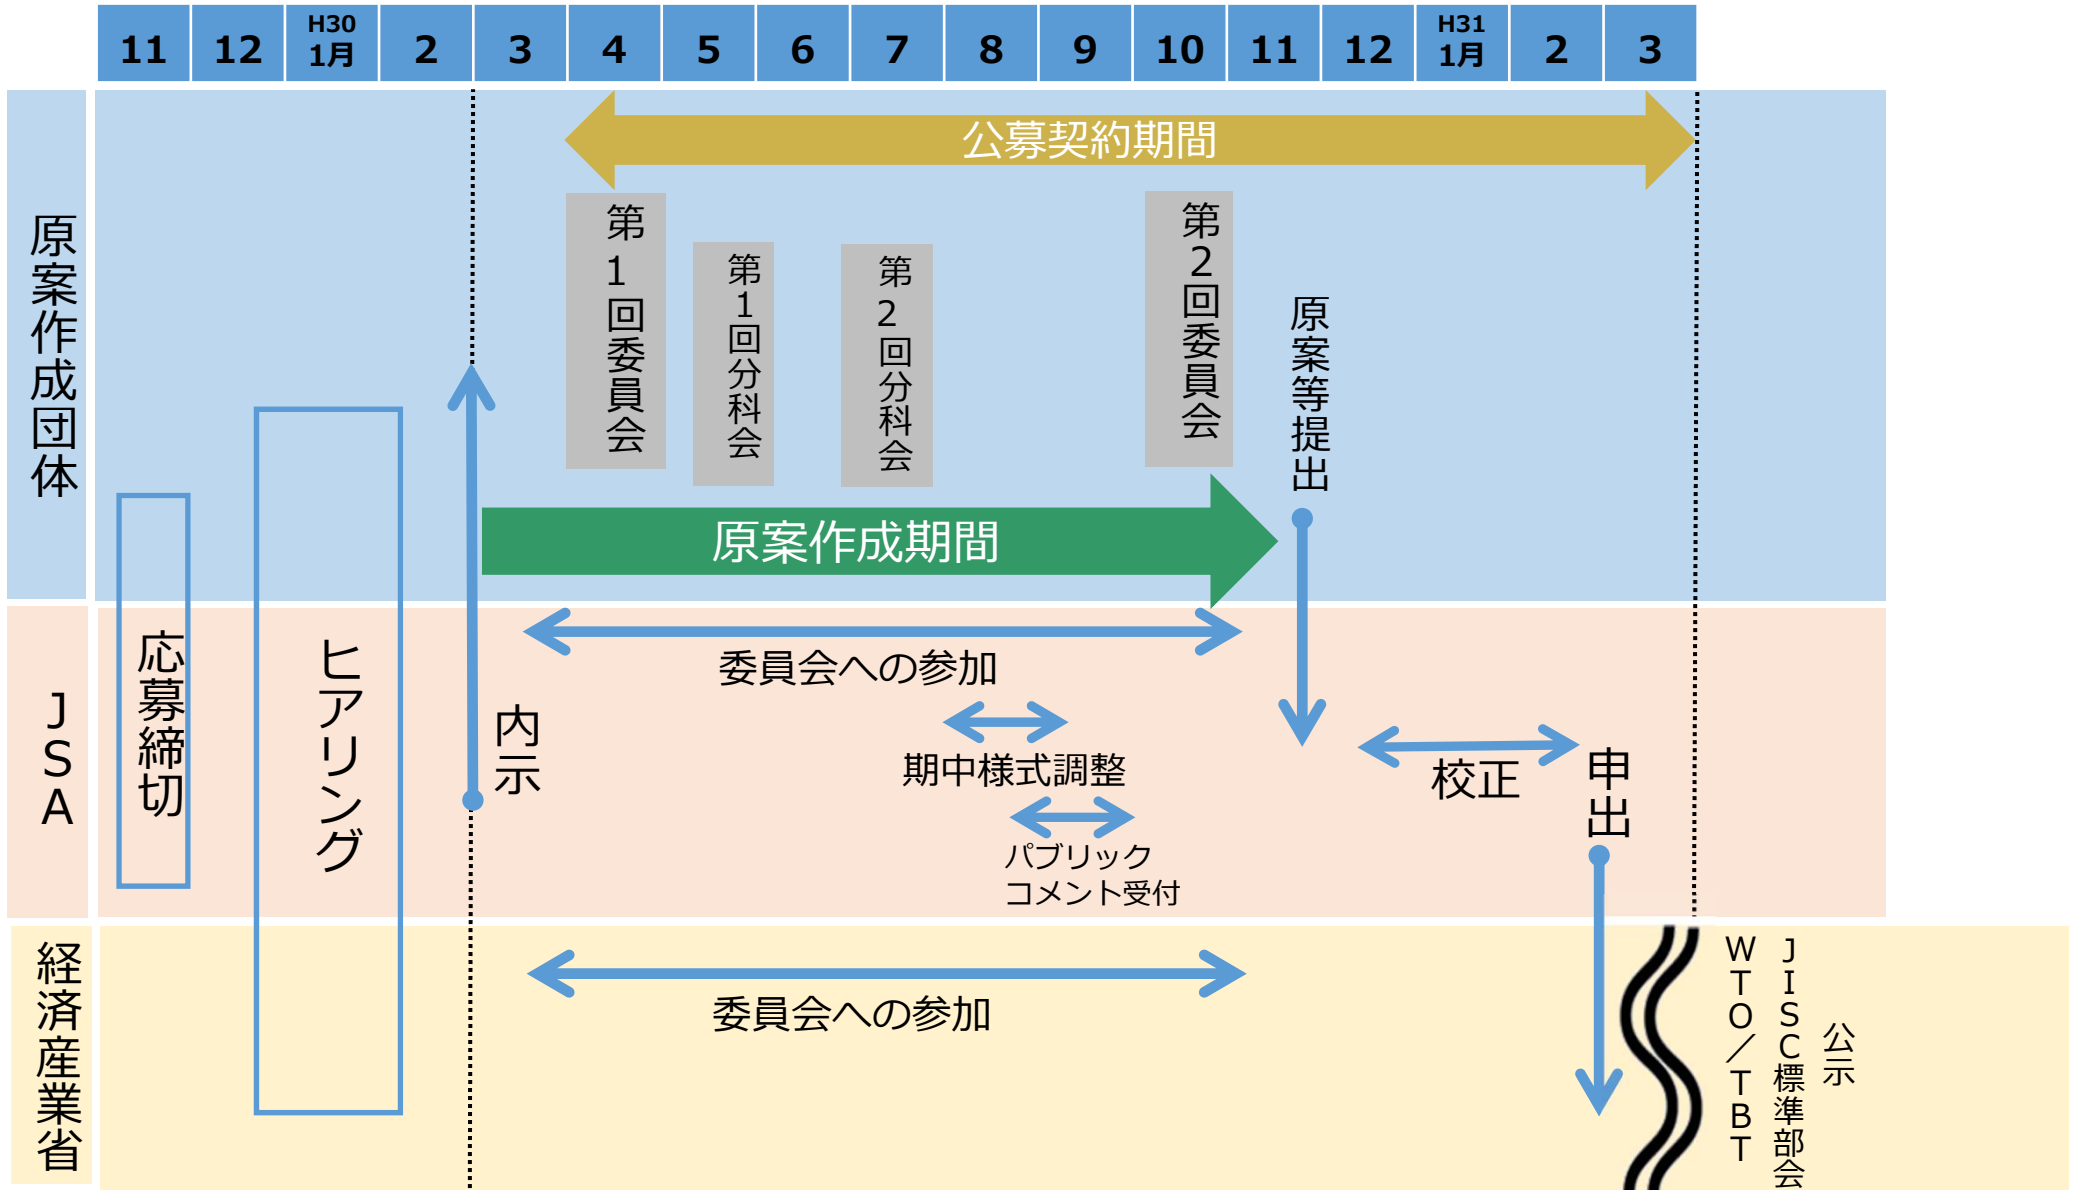 11
12
H30
1月
2
3
4
5
6
7
8
9
10
11
12
H31
1月
2
3
原案作成団体
公募契約期間
第1回委員会
第1回分科会
第2回分科会
第2回委員会
原案等提出
原案作成期間
JSA
応募締切
ヒアリング
内示
委員会への参加
期中様式調整
パブリック
コメント受付
校正
申出
経済産業省
委員会への参加
WTO／TBT
JISC標準部会
公示